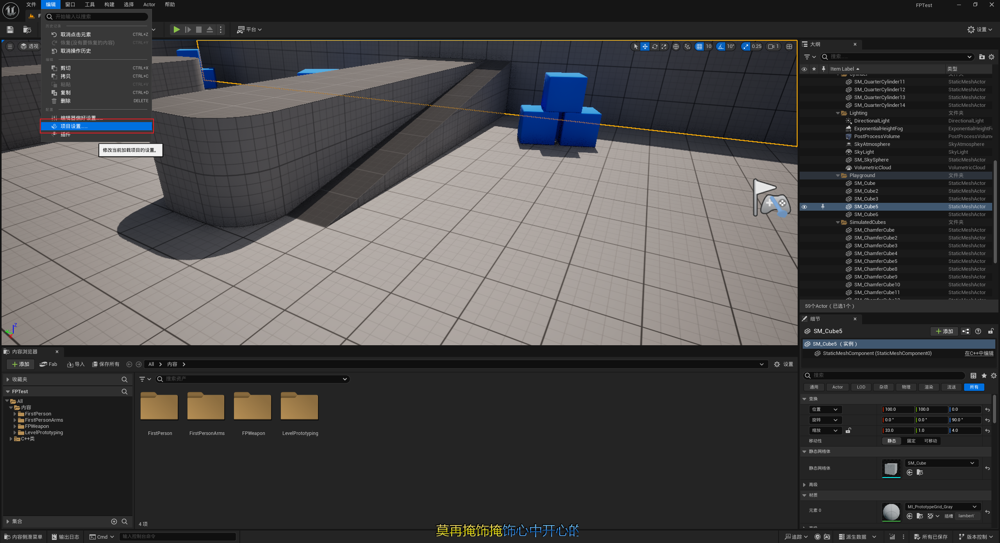 文件 编辑 窗口 工具 构建 选择 Actor 帮助
FPTest
F
开始输入以搜索
历史记录
取消点击元素 CTRL+Z
恢复(没有要恢复的内容) CTRL+Y
取消操作历史
编辑
剪切 CTRL+X
拷贝 CTRL+C
粘贴 CTRL+V
复制 CTRL+D
删除 DELETE
配置
编辑器偏好设置……
项目设置……
插件
修改当前加载项目的设置。
平台
设置
透视
10 10° 0.25 1
大纲
搜索……
Item Label 类型
Cylinder 文件夹
SM_QuarterCylinder11 StaticMeshActor
SM_QuarterCylinder12 StaticMeshActor
SM_QuarterCylinder13 StaticMeshActor
SM_QuarterCylinder14 StaticMeshActor
Lighting 文件夹
DirectionalLight DirectionalLight
ExponentialHeightFog ExponentialHeightF
PostProcessVolume PostProcessVolum
SkyAtmosphere SkyAtmosphere
SkyLight SkyLight
SM_SkySphere StaticMeshActor
VolumetricCloud VolumetricCloud
Playground 文件夹
SM_Cube StaticMeshActor
SM_Cube2 StaticMeshActor
SM_Cube3 StaticMeshActor
SM_Cube5 StaticMeshActor
SM_Cube6 StaticMeshActor
SimulatedCubes 文件夹
SM_ChamferCube StaticMeshActor
SM_ChamferCube2 StaticMeshActor
SM_ChamferCube3 StaticMeshActor
SM_ChamferCube4 StaticMeshActor
SM_ChamferCube5 StaticMeshActor
SM_ChamferCube8 StaticMeshActor
SM_ChamferCube9 StaticMeshActor
SM_ChamferCube10 StaticMeshActor
SM_ChamferCube11 StaticMeshActor
59个Actor（已选1个）
细节
SM_Cube5 添加
SM_Cube5 （实例）
StaticMeshComponent (StaticMeshComponent0) 在C++中编辑
搜索
通用 Actor LOD 杂项 物理 渲染 流送 所有
变换
位置 100.0 100.0 0.0
旋转 0.0 ° 0.0 ° 90.0 °
缩放 33.0 1.0 4.0
移动性 静态 固定 可移动
静态网格体
静态网格体 SM_Cube
高级
材质
元素 0 MI_PrototypeGrid_Gray
插槽 lambert
Z
内容浏览器
添加 Fab 导入 保存所有 All 内容 设置
收藏夹 搜索资产
FPTest
All
内容
FirstPerson
FirstPersonArms
FPWeapon
LevelPrototyping
C++类
FirstPerson FirstPersonArms FPWeapon LevelPrototyping
集合
4 项
莫再掩饰掩饰心中开心的
内容侧滑菜单 输出日志 Cmd 输入控制台命令 追踪 派生数据 所有已保存 版本控制